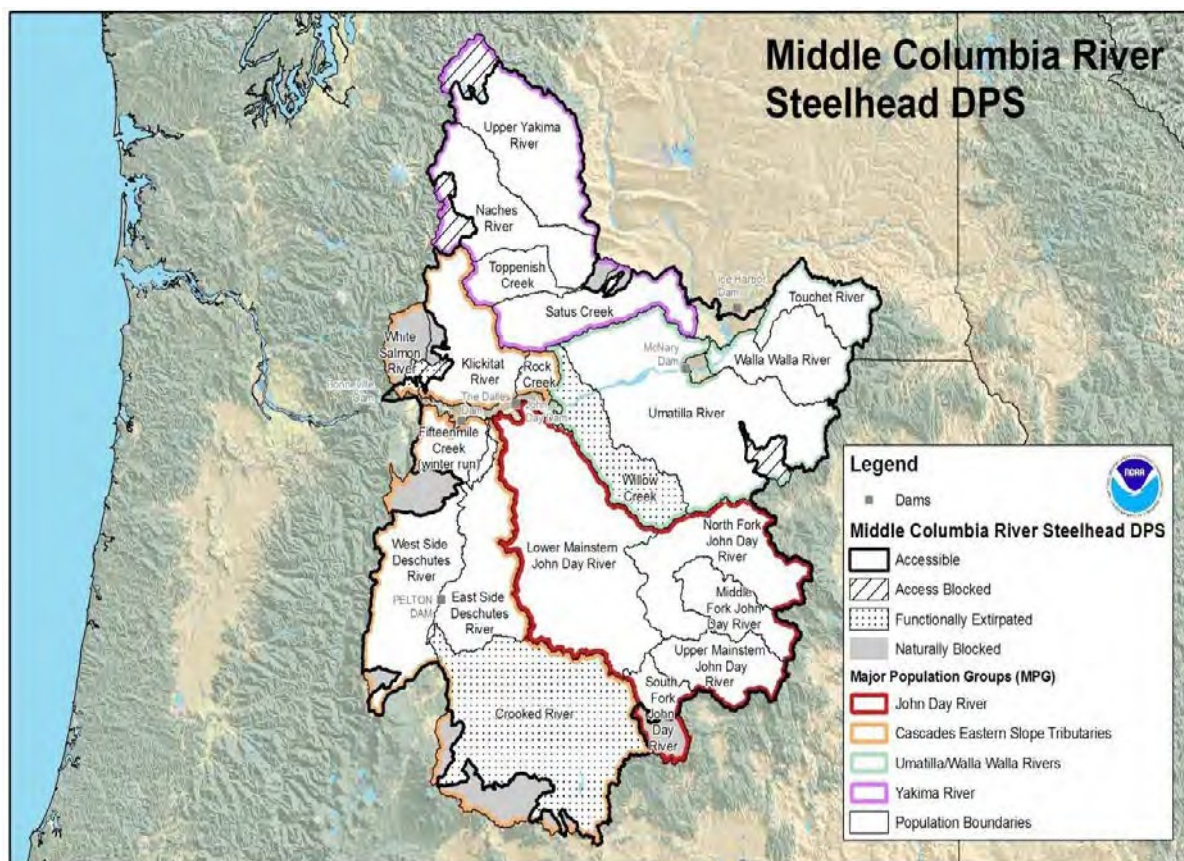 Middle Columbia River
Steelhead DPS
Upper Yakima
River
Naches
River
Toppenish
Creek
Satus Creek
Ice Harbor
Dam
Touchet River
Walla Walla River
McNary
Dam
Umatilla River
White
Salmon
River
Klickitat
River
Rock
Creek
Bonneville
Dam
The Dalles
Dam
John
Day Dam
Fifteenmile
Creek
(winter run)
Willow
Creek
West Side
Deschutes
River
PELTON
DAM
East Side
Deschutes
River
Lower Mainstem
John Day River
North Fork
John Day
River
Middle
Fork John
Day River
Upper Mainstem
John Day River
South
Fork
John
Day
River
Crooked River
Legend
NOAA
Dams
Middle Columbia River Steelhead DPS
Accessible
Access Blocked
Functionally Extirpated
Naturally Blocked
Major Population Groups (MPG)
John Day River
Cascades Eastern Slope Tributaries
Umatilla/Walla Walla Rivers
Yakima River
Population Boundaries